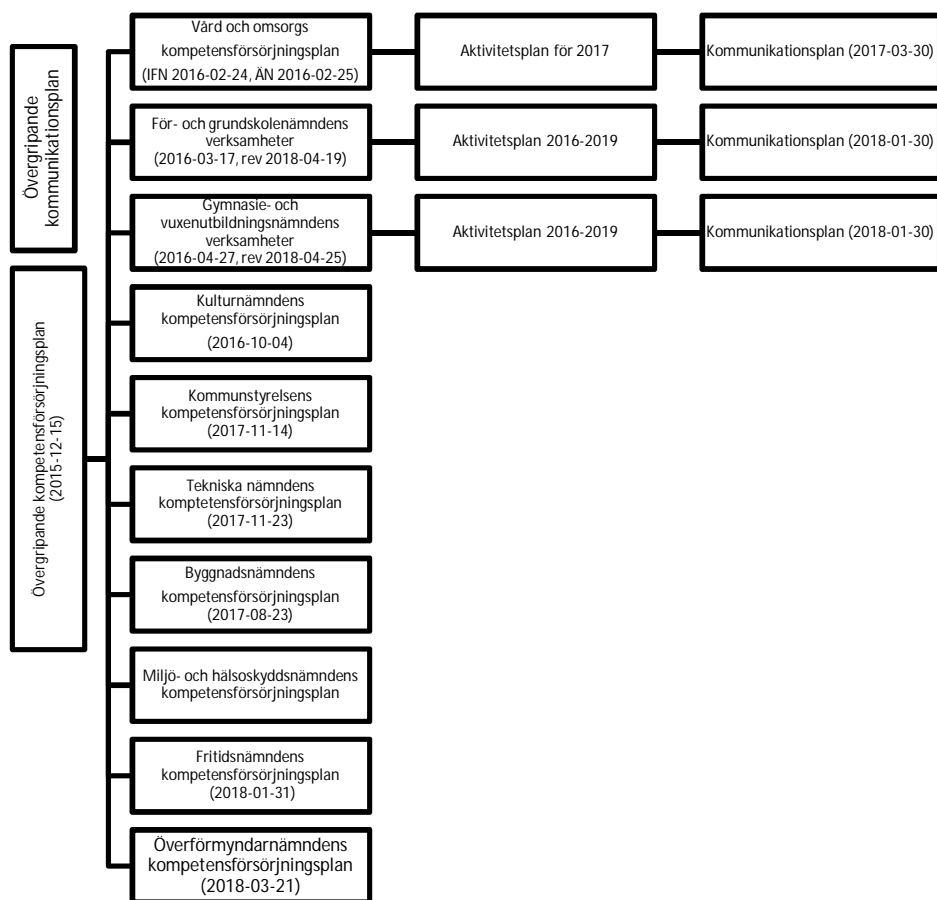 Övergripande
kommunikationsplan
Övergripande kompetensförsörjningsplan
(2015-12-15)
Vård och omsorgs
kompetensförsörjningsplan
(IFN 2016-02-24, ÄN 2016-02-25)
Aktivitetsplan för 2017
Kommunikationsplan (2017-03-30)
För- och grundskolenämndens
verksamheter
(2016-03-17, rev 2018-04-19)
Aktivitetsplan 2016-2019
Kommunikationsplan (2018-01-30)
Gymnasie- och
vuxenutbildningsnämndens
verksamheter
(2016-04-27, rev 2018-04-25)
Aktivitetsplan 2016-2019
Kommunikationsplan (2018-01-30)
Kulturnämndens
kompetensförsörjningsplan
(2016-10-04)
Kommunstyrelsens
kompetensförsörjningsplan
(2017-11-14)
Tekniska nämndens
komptetensförsörjningsplan
(2017-11-23)
Byggnadsnämndens
kompetensförsörjningsplan
(2017-08-23)
Miljö- och hälsoskyddsnämndens
kompetensförsörjningsplan
Fritidsnämndens
kompetensförsörjningsplan
(2018-01-31)
Överförmyndarnämndens
kompetensförsörjningsplan
(2018-03-21)